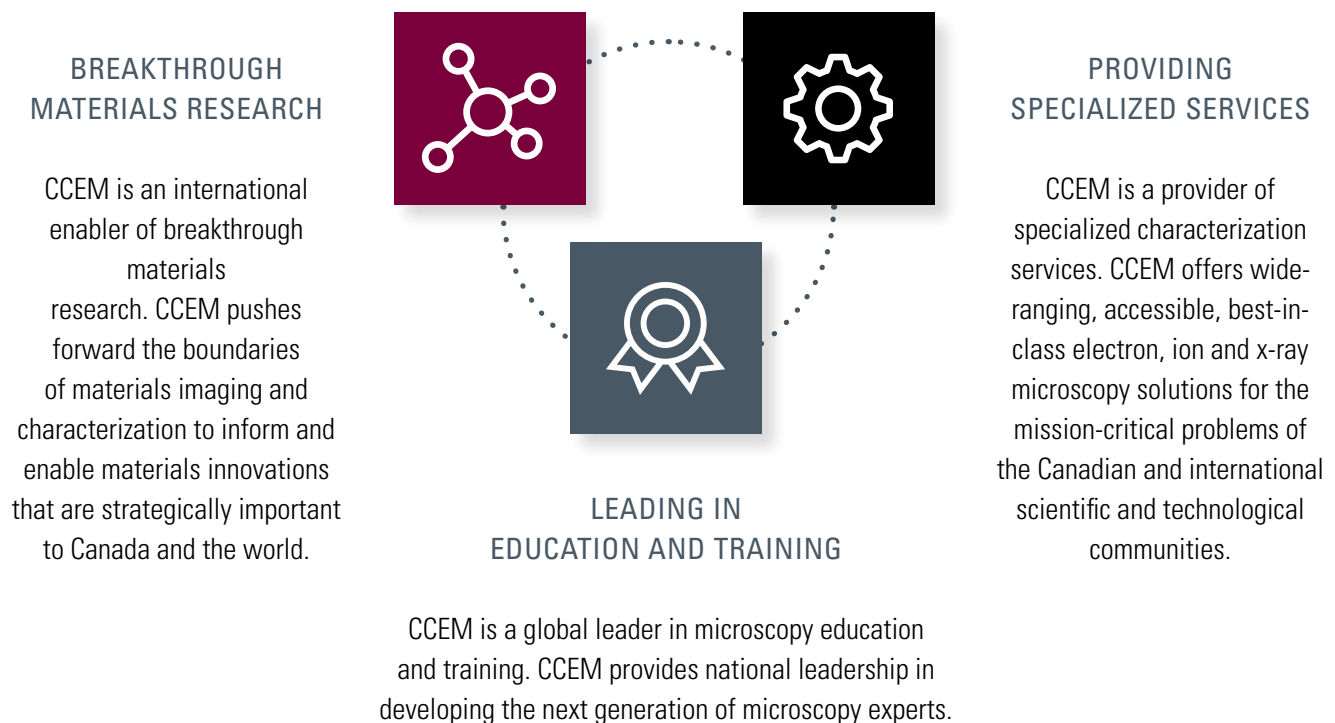 BREAKTHROUGH
MATERIALS RESEARCH
CCEM is an international
enabler of breakthrough
materials
research. CCEM pushes
forward the boundaries
of materials imaging and
characterization to inform and
enable materials innovations
that are strategically important
to Canada and the world.
PROVIDING
SPECIALIZED SERVICES
CCEM is a provider of
specialized characterization
services. CCEM offers wide-
ranging, accessible, best-in-
class electron, ion and x-ray
microscopy solutions for the
mission-critical problems of
the Canadian and international
scientific and technological
communities.
LEADING IN
EDUCATION AND TRAINING
CCEM is a global leader in microscopy education
and training. CCEM provides national leadership in
developing the next generation of microscopy experts.